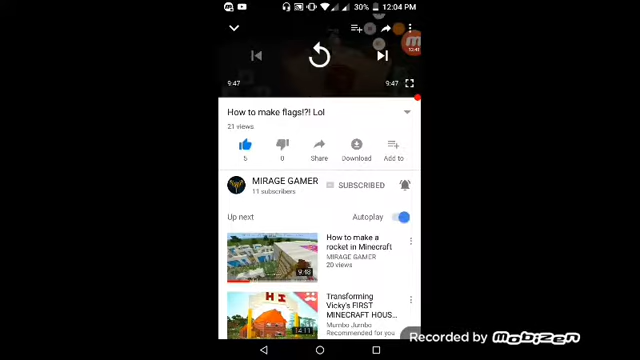 30% 12:04 PM
9:47 9:47
How to make flags!?! Lol
21 views
5 0 Share Download Add to
MIRAGE GAMER SUBSCRIBED
11 subscribers
Up next Autoplay
How to make a
rocket in Minecraft
MIRAGE GAMER
20 views
9:48
Transforming
Vicky's FIRST
MINECRAFT HOUS...
Mumbo Jumbo
Recommended for you
HI
14:11
Recorded by Mobizen